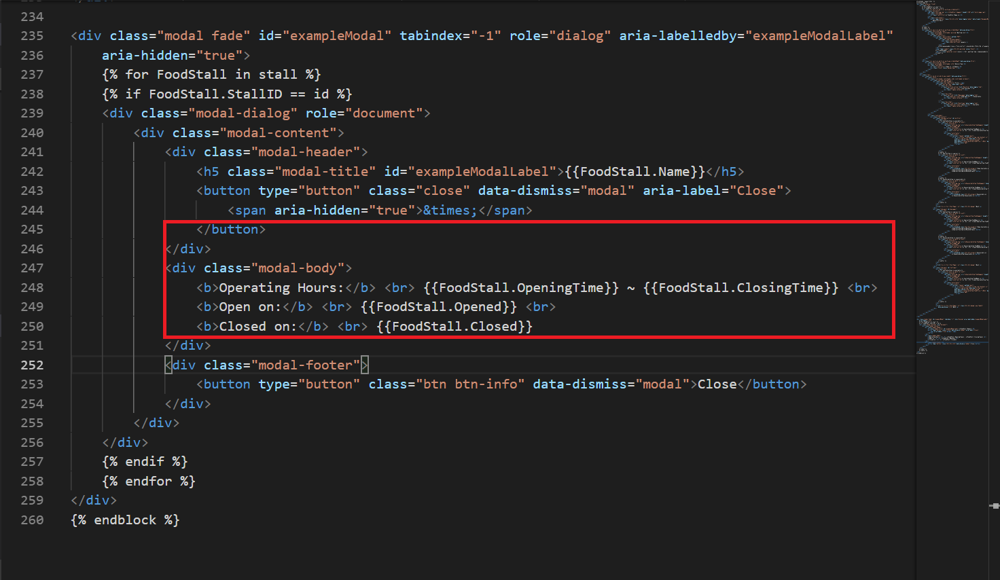 234
235 <div class="modal fade" id="exampleModal" tabindex="-1" role="dialog" aria-labelledby="exampleModalLabel"
236     aria-hidden="true">
237     {% for FoodStall in stall %}
238     {% if FoodStall.StallID == id %}
239     <div class="modal-dialog" role="document">
240         <div class="modal-content">
241             <div class="modal-header">
242                 <h5 class="modal-title" id="exampleModalLabel">{{FoodStall.Name}}</h5>
243                 <button type="button" class="close" data-dismiss="modal" aria-label="Close">
244                     <span aria-hidden="true">&times;</span>
245                 </button>
246             </div>
247             <div class="modal-body">
248                 <b>Operating Hours:</b> <br> {{FoodStall.OpeningTime}} ~ {{FoodStall.ClosingTime}} <br>
249                 <b>Open on:</b> <br> {{FoodStall.Opened}} <br>
250                 <b>Closed on:</b> <br> {{FoodStall.Closed}}
251             </div>
252             <div class="modal-footer">
253                 <button type="button" class="btn btn-info" data-dismiss="modal">Close</button>
254             </div>
255         </div>
256     </div>
257     {% endif %}
258     {% endfor %}
259 </div>
260 {% endblock %}